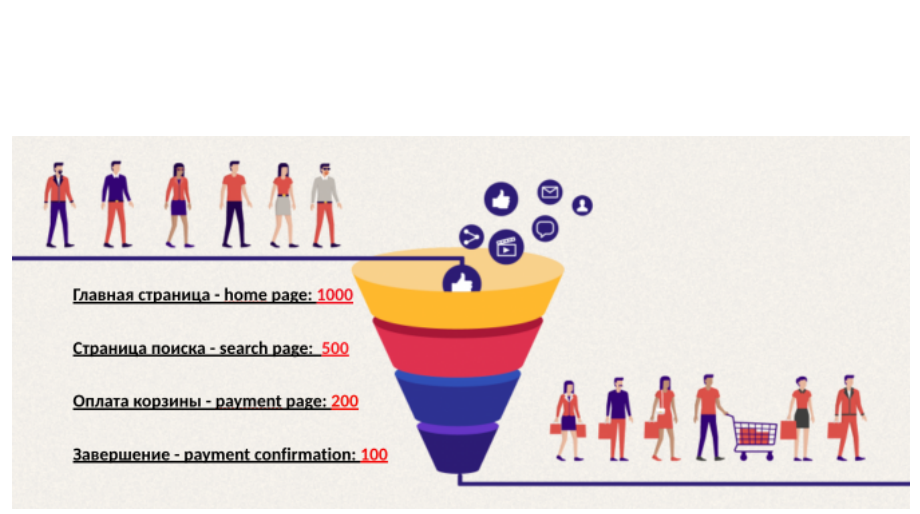 Главная страница - home page: 1000
Страница поиска - search page: 500
Оплата корзины - payment page: 200
Завершение - payment confirmation: 100